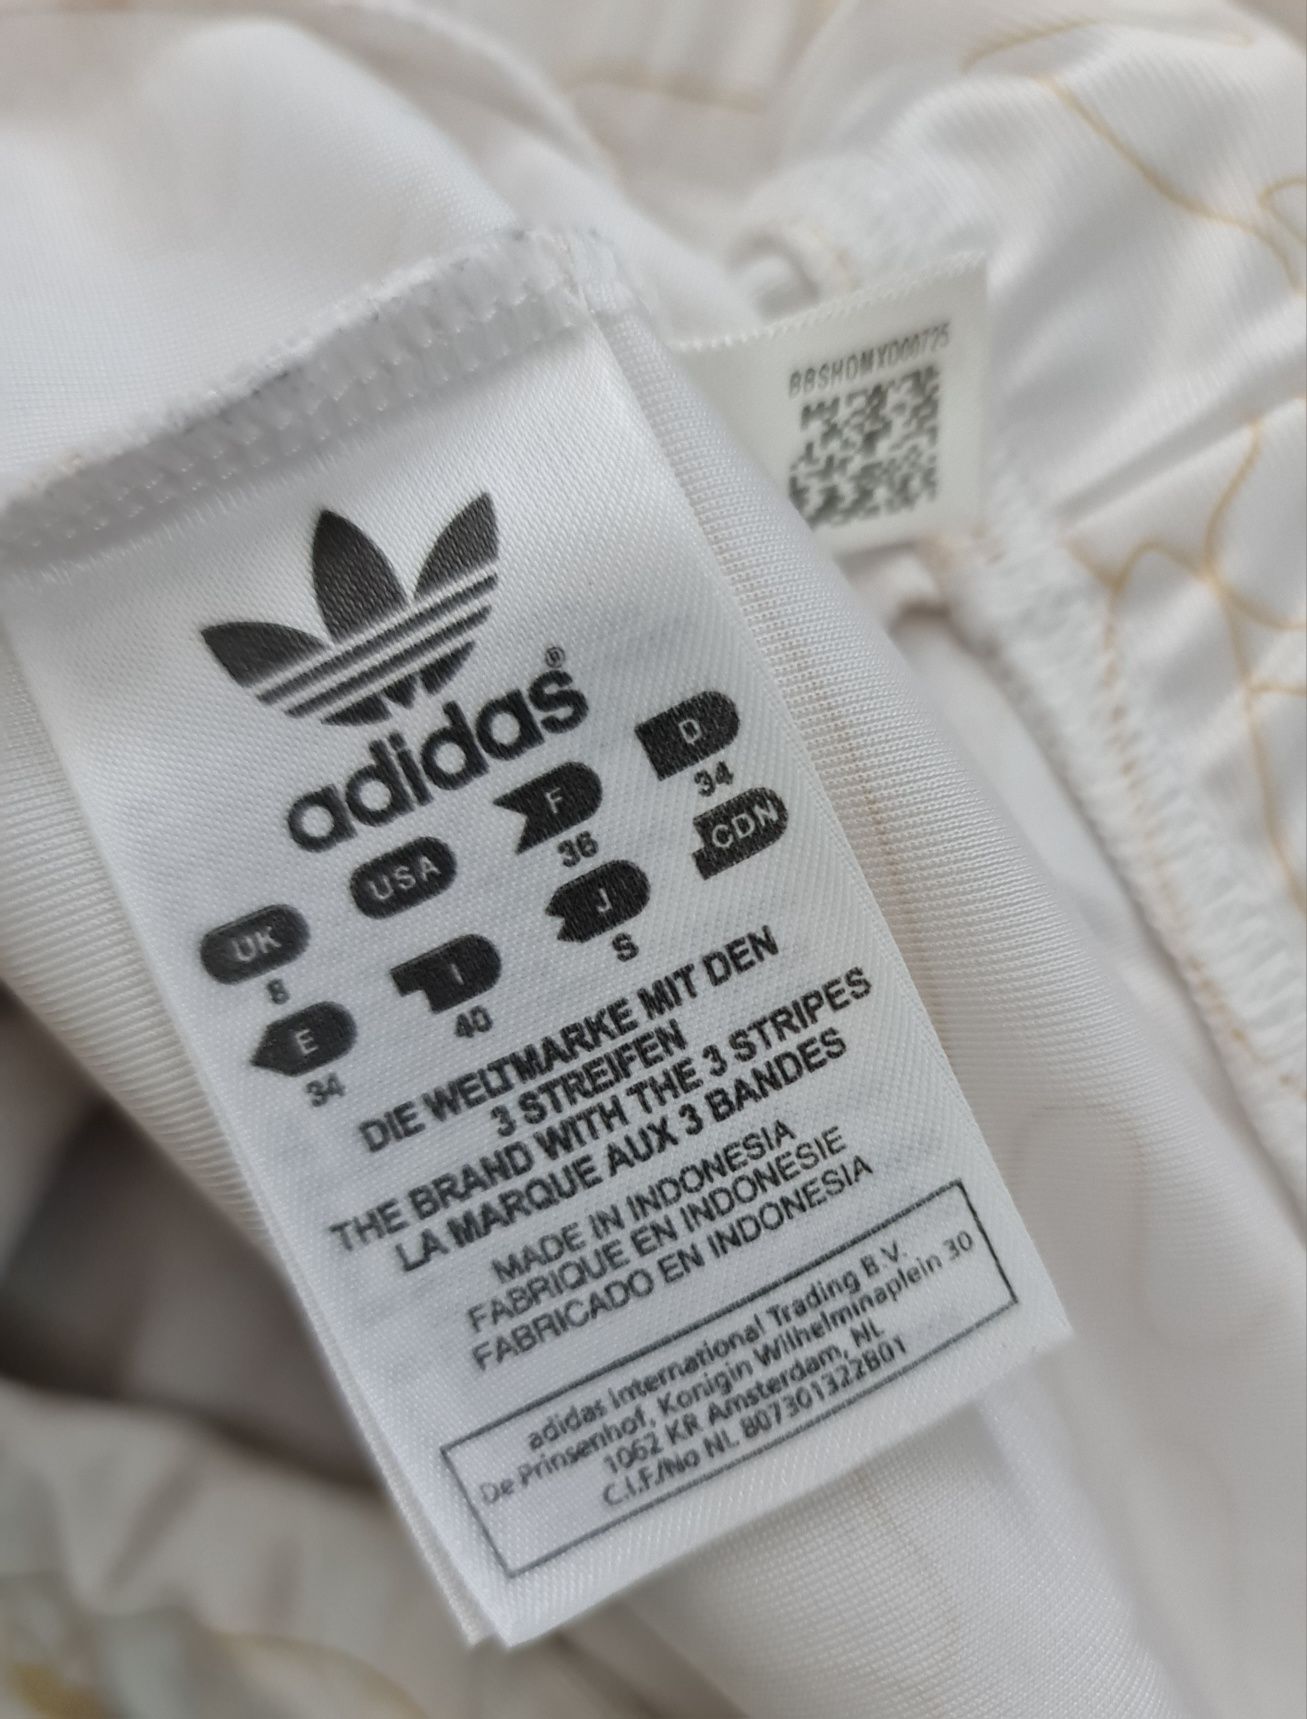 BBSHOMXD00725
adidas®
UK USA F D
8 36 34
E I J CDN
34 40 S
DIE WELTMARKE MIT DEN
3 STREIFEN
THE BRAND WITH THE 3 STRIPES
LA MARQUE AUX 3 BANDES
MADE IN INDONESIA
FABRIQUE EN INDONESIE
FABRICADO EN INDONESIA
adidas International Trading B.V.
De Prinsenhof, Konigin Wilhelminaplein 30
1062 KR Amsterdam, NL
C.I.F./No NL 807301322B01